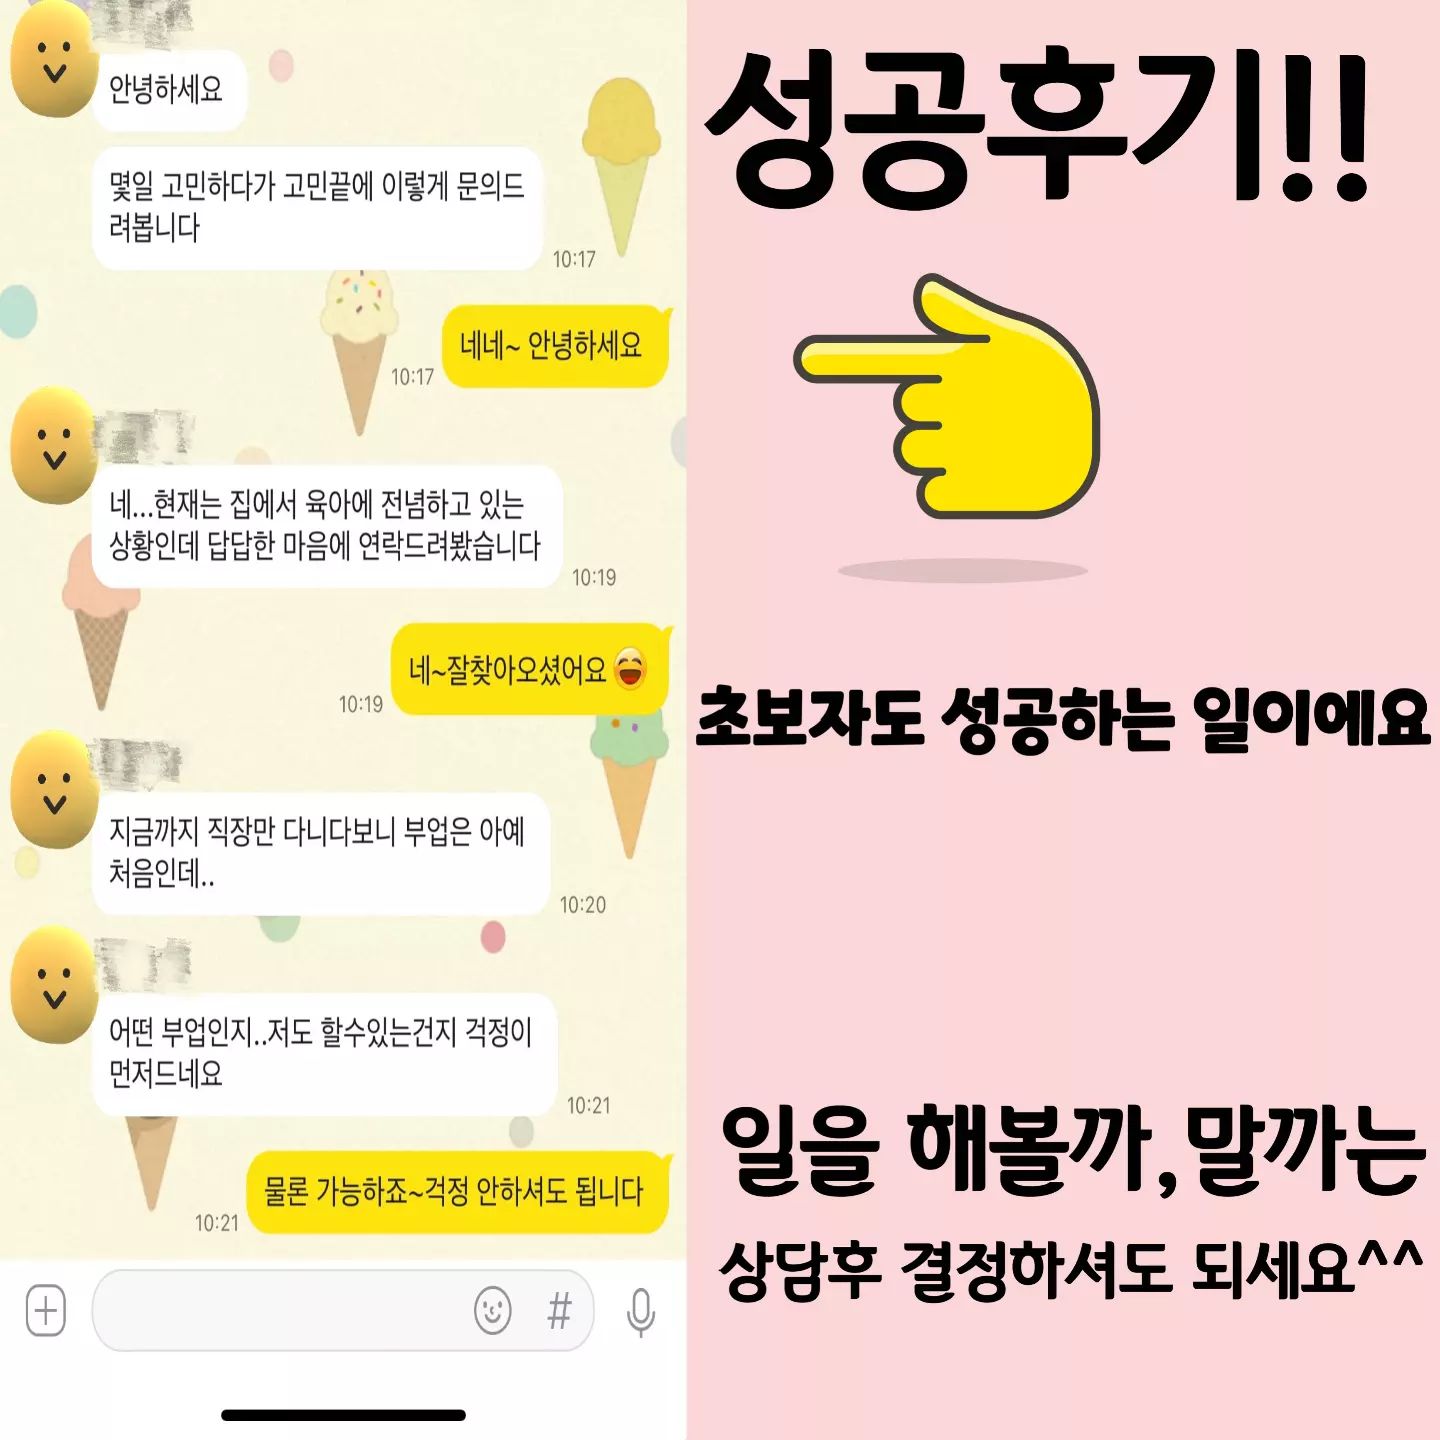 안녕하세요
몇일 고민하다가 고민끝에 이렇게 문의드
려봅니다
10:17
네네~ 안녕하세요
10:17
네...현재는 집에서 육아에 전념하고 있는
상황인데 답답한 마음에 연락드려봤습니다
10:19
네~잘찾아오셨어요
10:19
지금까지 직장만 다니다보니 부업은 아예
처음인데..
10:20
어떤 부업인지..저도 할수있는건지 걱정이
먼저드네요
10:21
물론 가능하죠~걱정 안하셔도 됩니다
10:21
#
성공후기!!
초보자도 성공하는 일이에요
일을 해볼까,말까는
상담후 결정하셔도 되세요^^